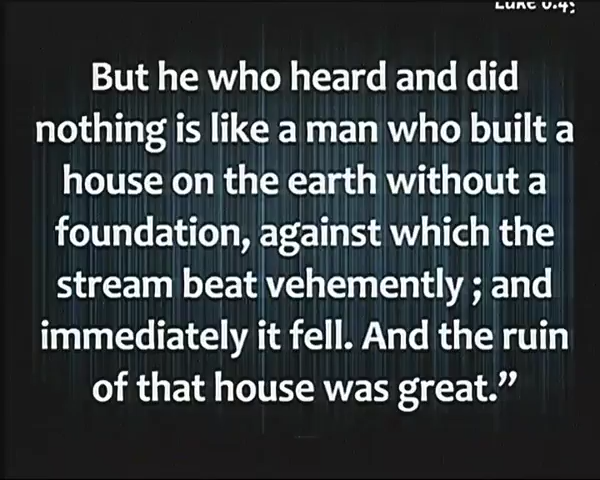 But he who heard and did
nothing is like a man who built a
house on the earth without a
foundation, against which the
stream beat vehemently; and
immediately it fell. And the ruin
of that house was great.”